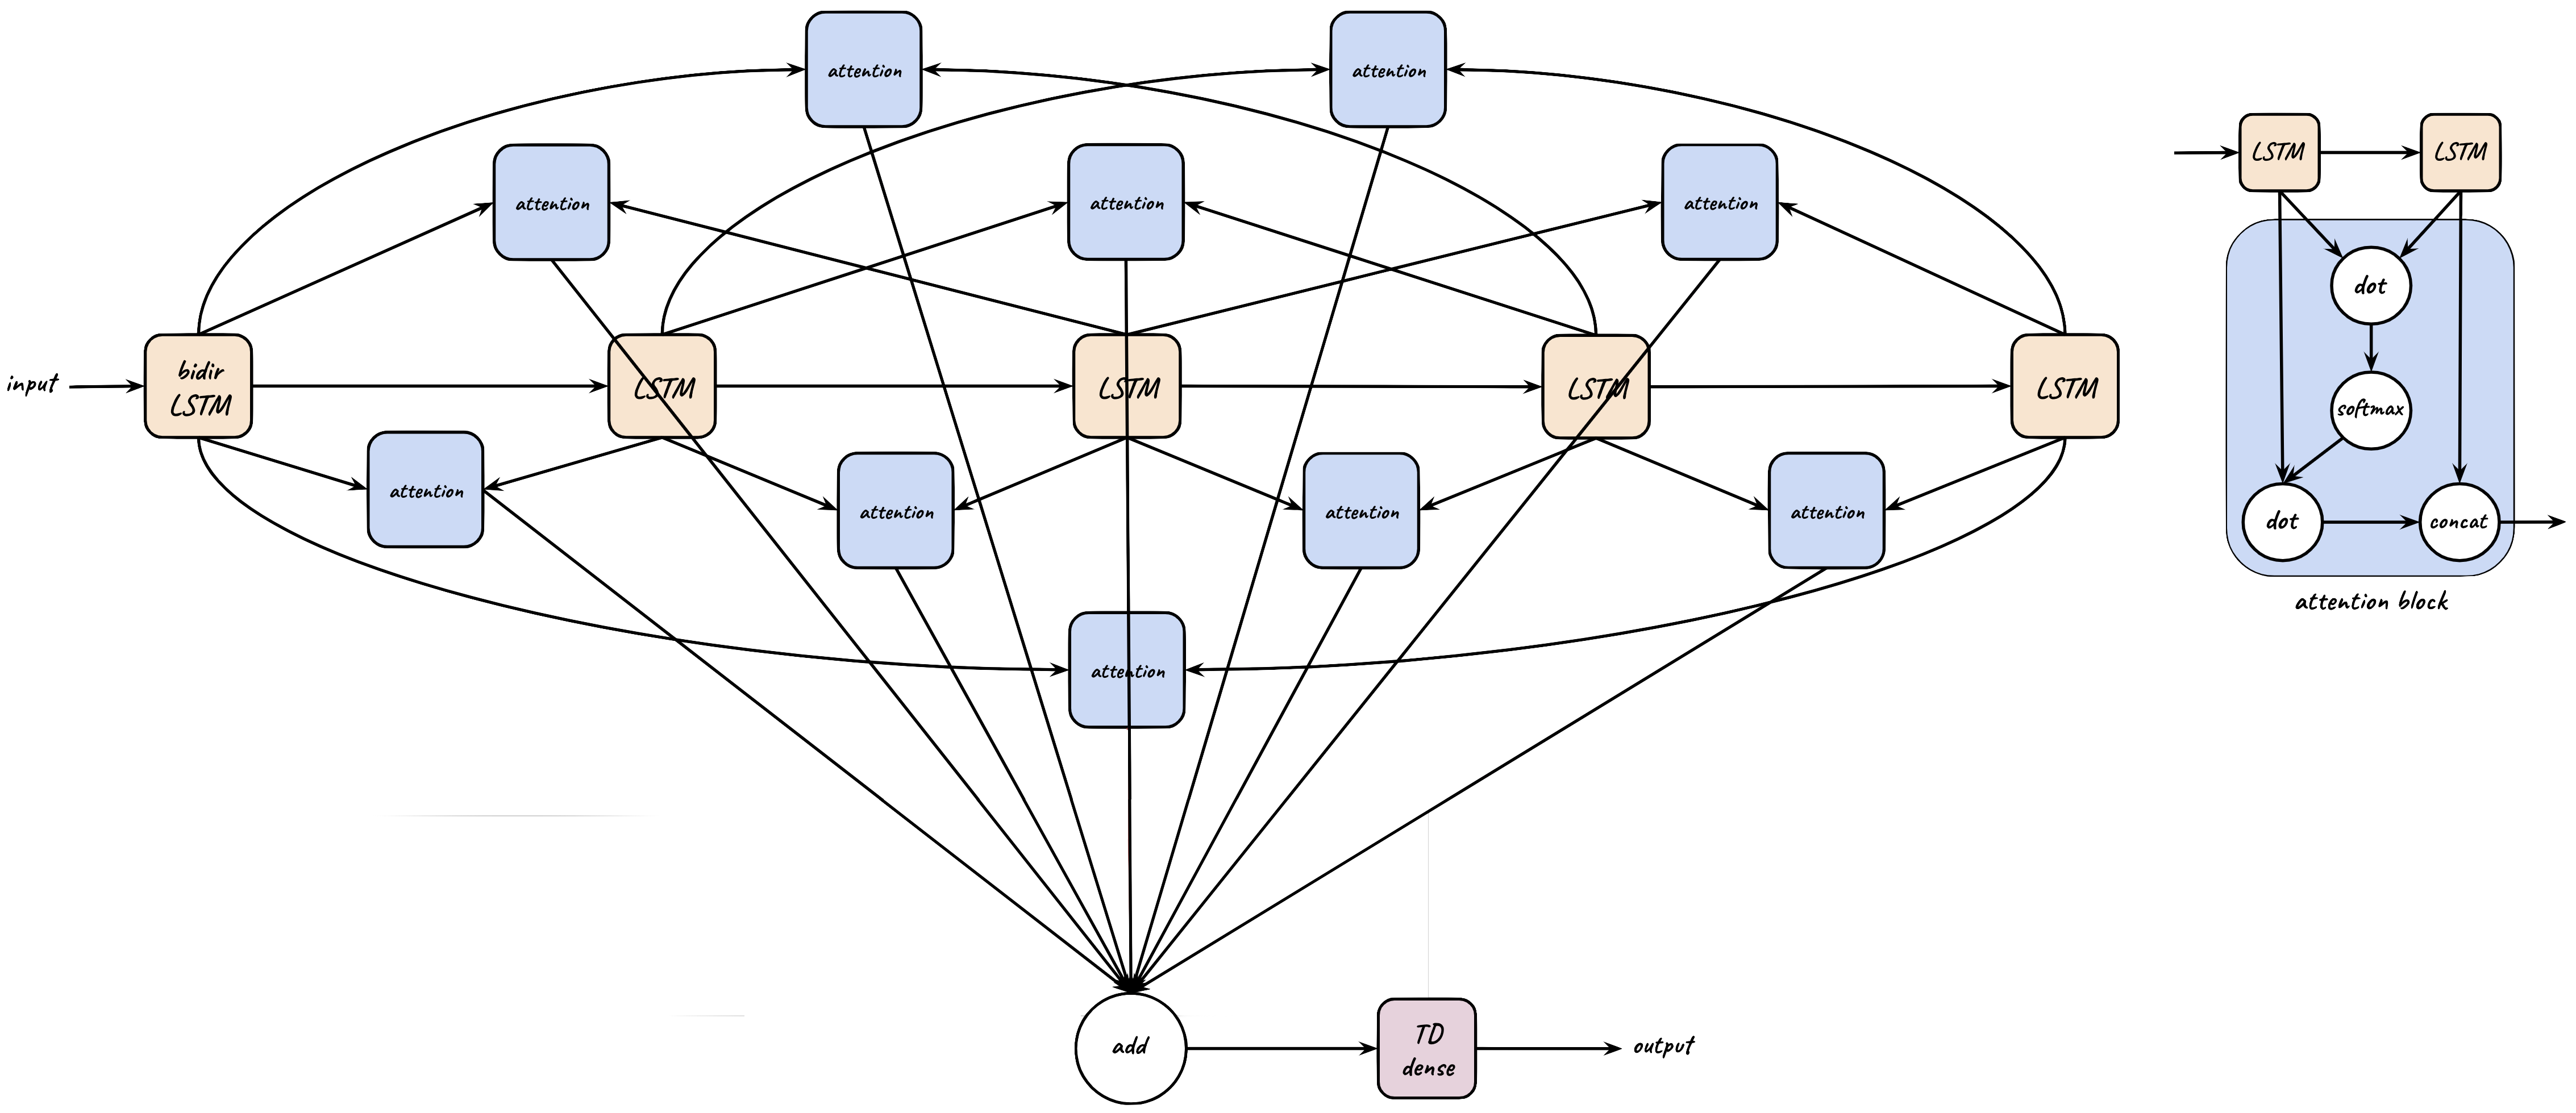 attention
attention
attention
attention
attention
input
bidir
LSTM
LSTM
LSTM
LSTM
LSTM
attention
attention
attention
attention
attention
add
TD
dense
output
LSTM
LSTM
dot
softmax
dot
concat
attention block